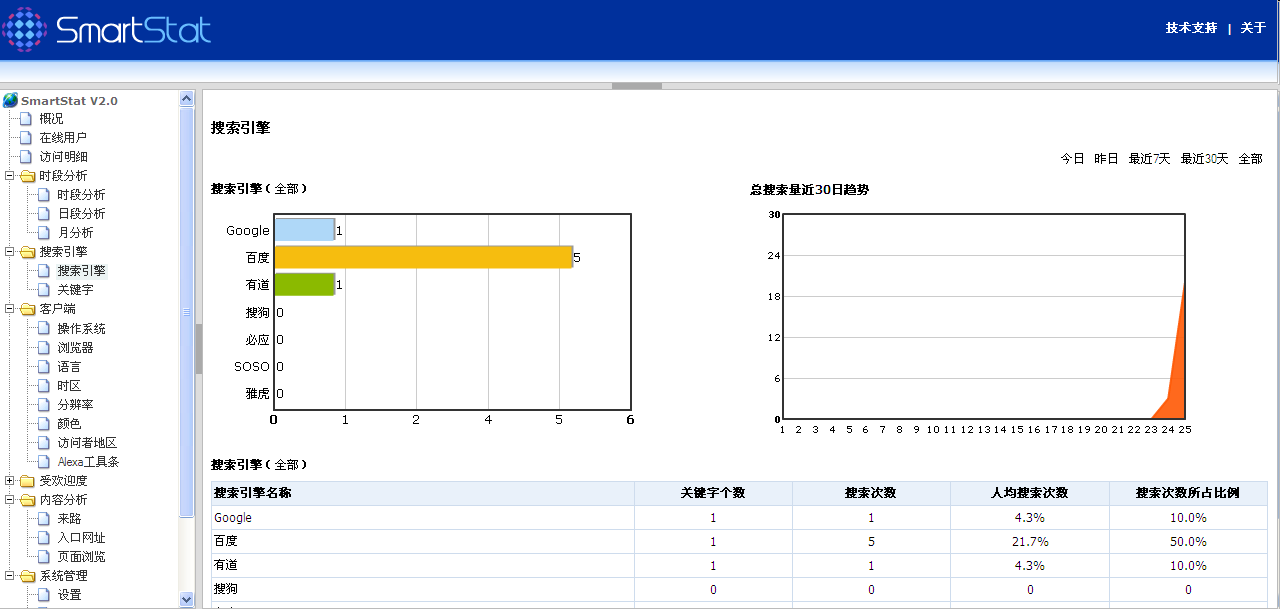 SmartStat
技术支持 | 关于
SmartStat V2.0
概况
在线用户
访问明细
时段分析
时段分析
日段分析
月分析
搜索引擎
搜索引擎
关键字
客户端
操作系统
浏览器
语言
时区
分辨率
颜色
访问者地区
Alexa工具条
受欢迎度
内容分析
来路
入口网址
页面浏览
系统管理
设置
搜索引擎
今日 昨日 最近7天 最近30天 全部
搜索引擎（全部）
Google 1
百度 5
有道 1
搜狗 0
必应 0
SOSO 0
雅虎 0
0 1 2 4 5 6
总搜索量近30日趋势
30
24
18
12
6
0
1 2 3 4 5 6 7 8 9 10 11 12 13 14 15 16 17 18 19 20 21 22 23 24 25
搜索引擎（全部）
搜索引擎名称 关键字个数 搜索次数 人均搜索次数 搜索次数所占比例
Google 1 1 4.3% 10.0%
百度 1 5 21.7% 50.0%
有道 1 1 4.3% 10.0%
搜狗 0 0 0 0